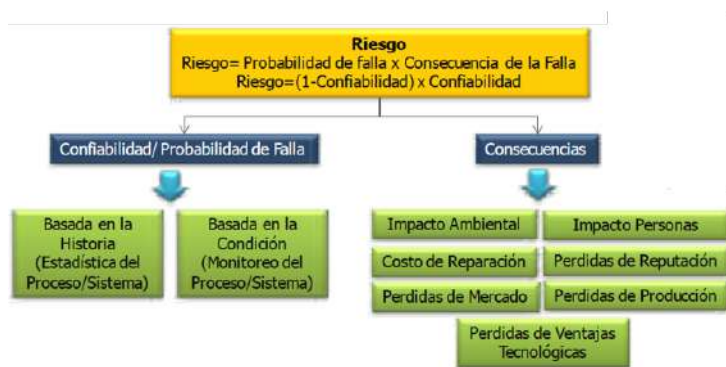 Riesgo
Riesgo= Probabilidad de falla x Consecuencia de la Falla
Riesgo=(1-Confiabilidad) x Confiabilidad
Confiabilidad/ Probabilidad de Falla
Consecuencias
Basada en la
Historia
(Estadística del
Proceso/Sistema)
Basada en la
Condición
(Monitoreo del
Proceso/Sistema)
Impacto Ambiental
Impacto Personas
Costo de Reparación
Perdidas de Reputación
Perdidas de Mercado
Perdidas de Producción
Perdidas de Ventajas
Tecnológicas